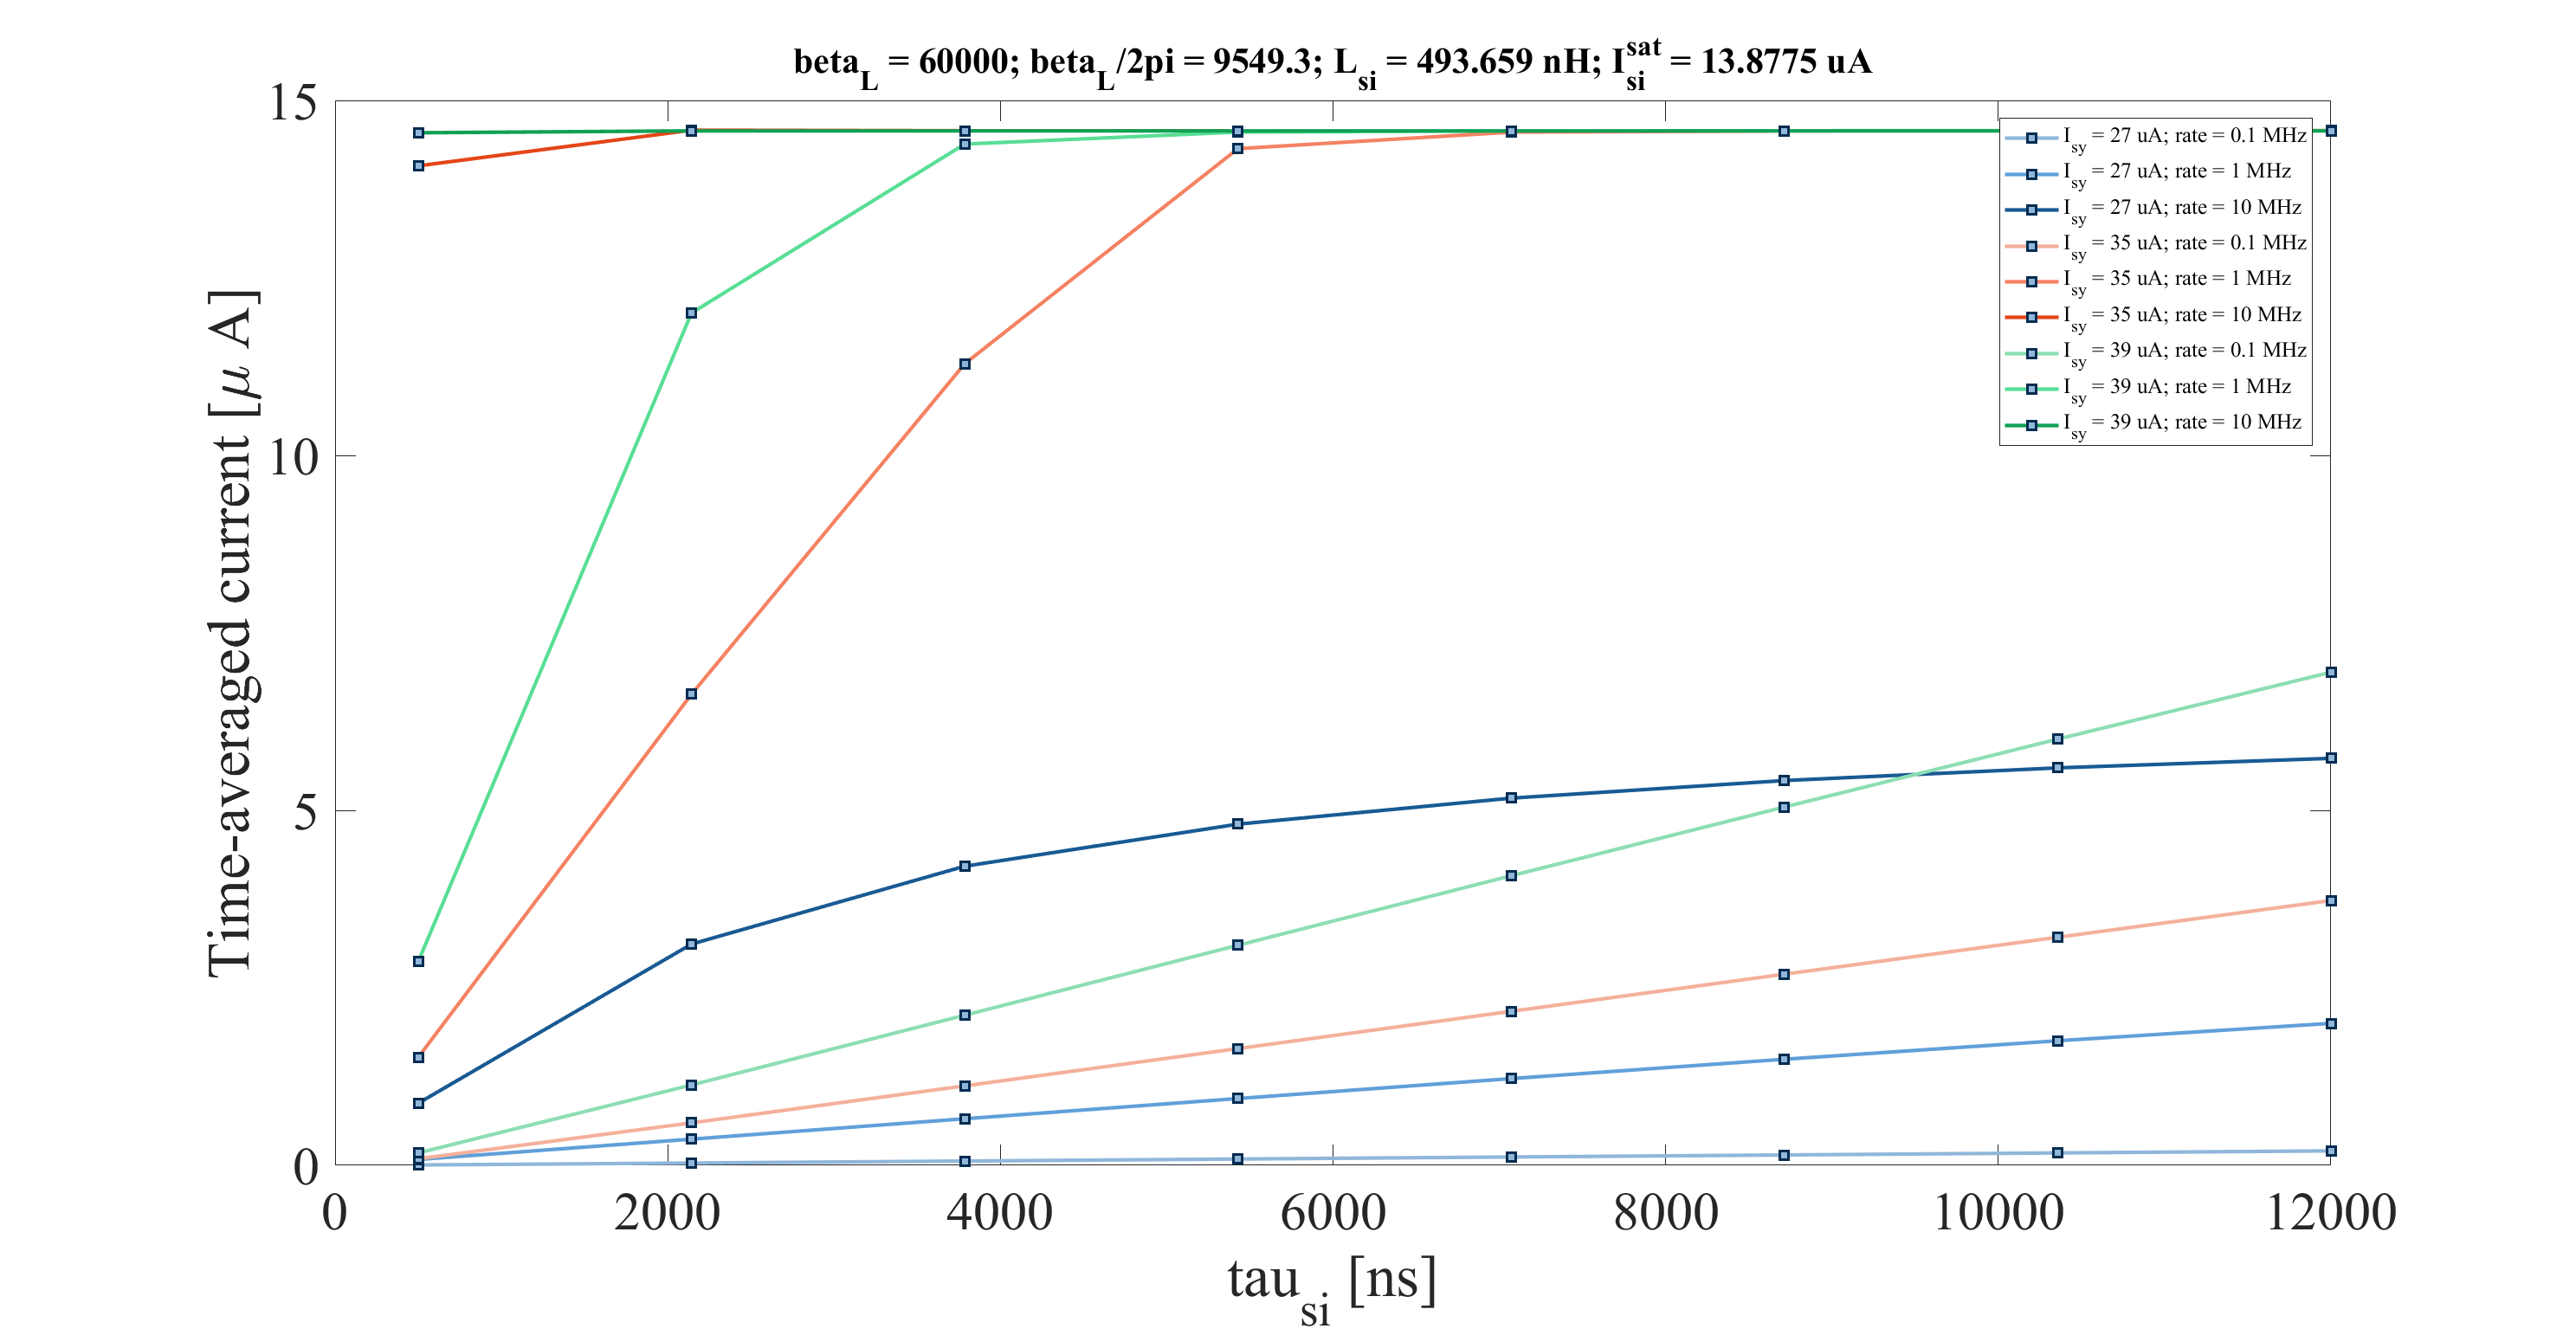 beta_L = 60000; beta_L/2pi = 9549.3; L_si = 493.659 nH; I_si^sat = 13.8775 uA
15
10
5
0
Time-averaged current [μ A]
I_sy = 27 uA; rate = 0.1 MHz
I_sy = 27 uA; rate = 1 MHz
I_sy = 27 uA; rate = 10 MHz
I_sy = 35 uA; rate = 0.1 MHz
I_sy = 35 uA; rate = 1 MHz
I_sy = 35 uA; rate = 10 MHz
I_sy = 39 uA; rate = 0.1 MHz
I_sy = 39 uA; rate = 1 MHz
I_sy = 39 uA; rate = 10 MHz
0 2000 4000 6000 8000 10000 12000
tau_si [ns]